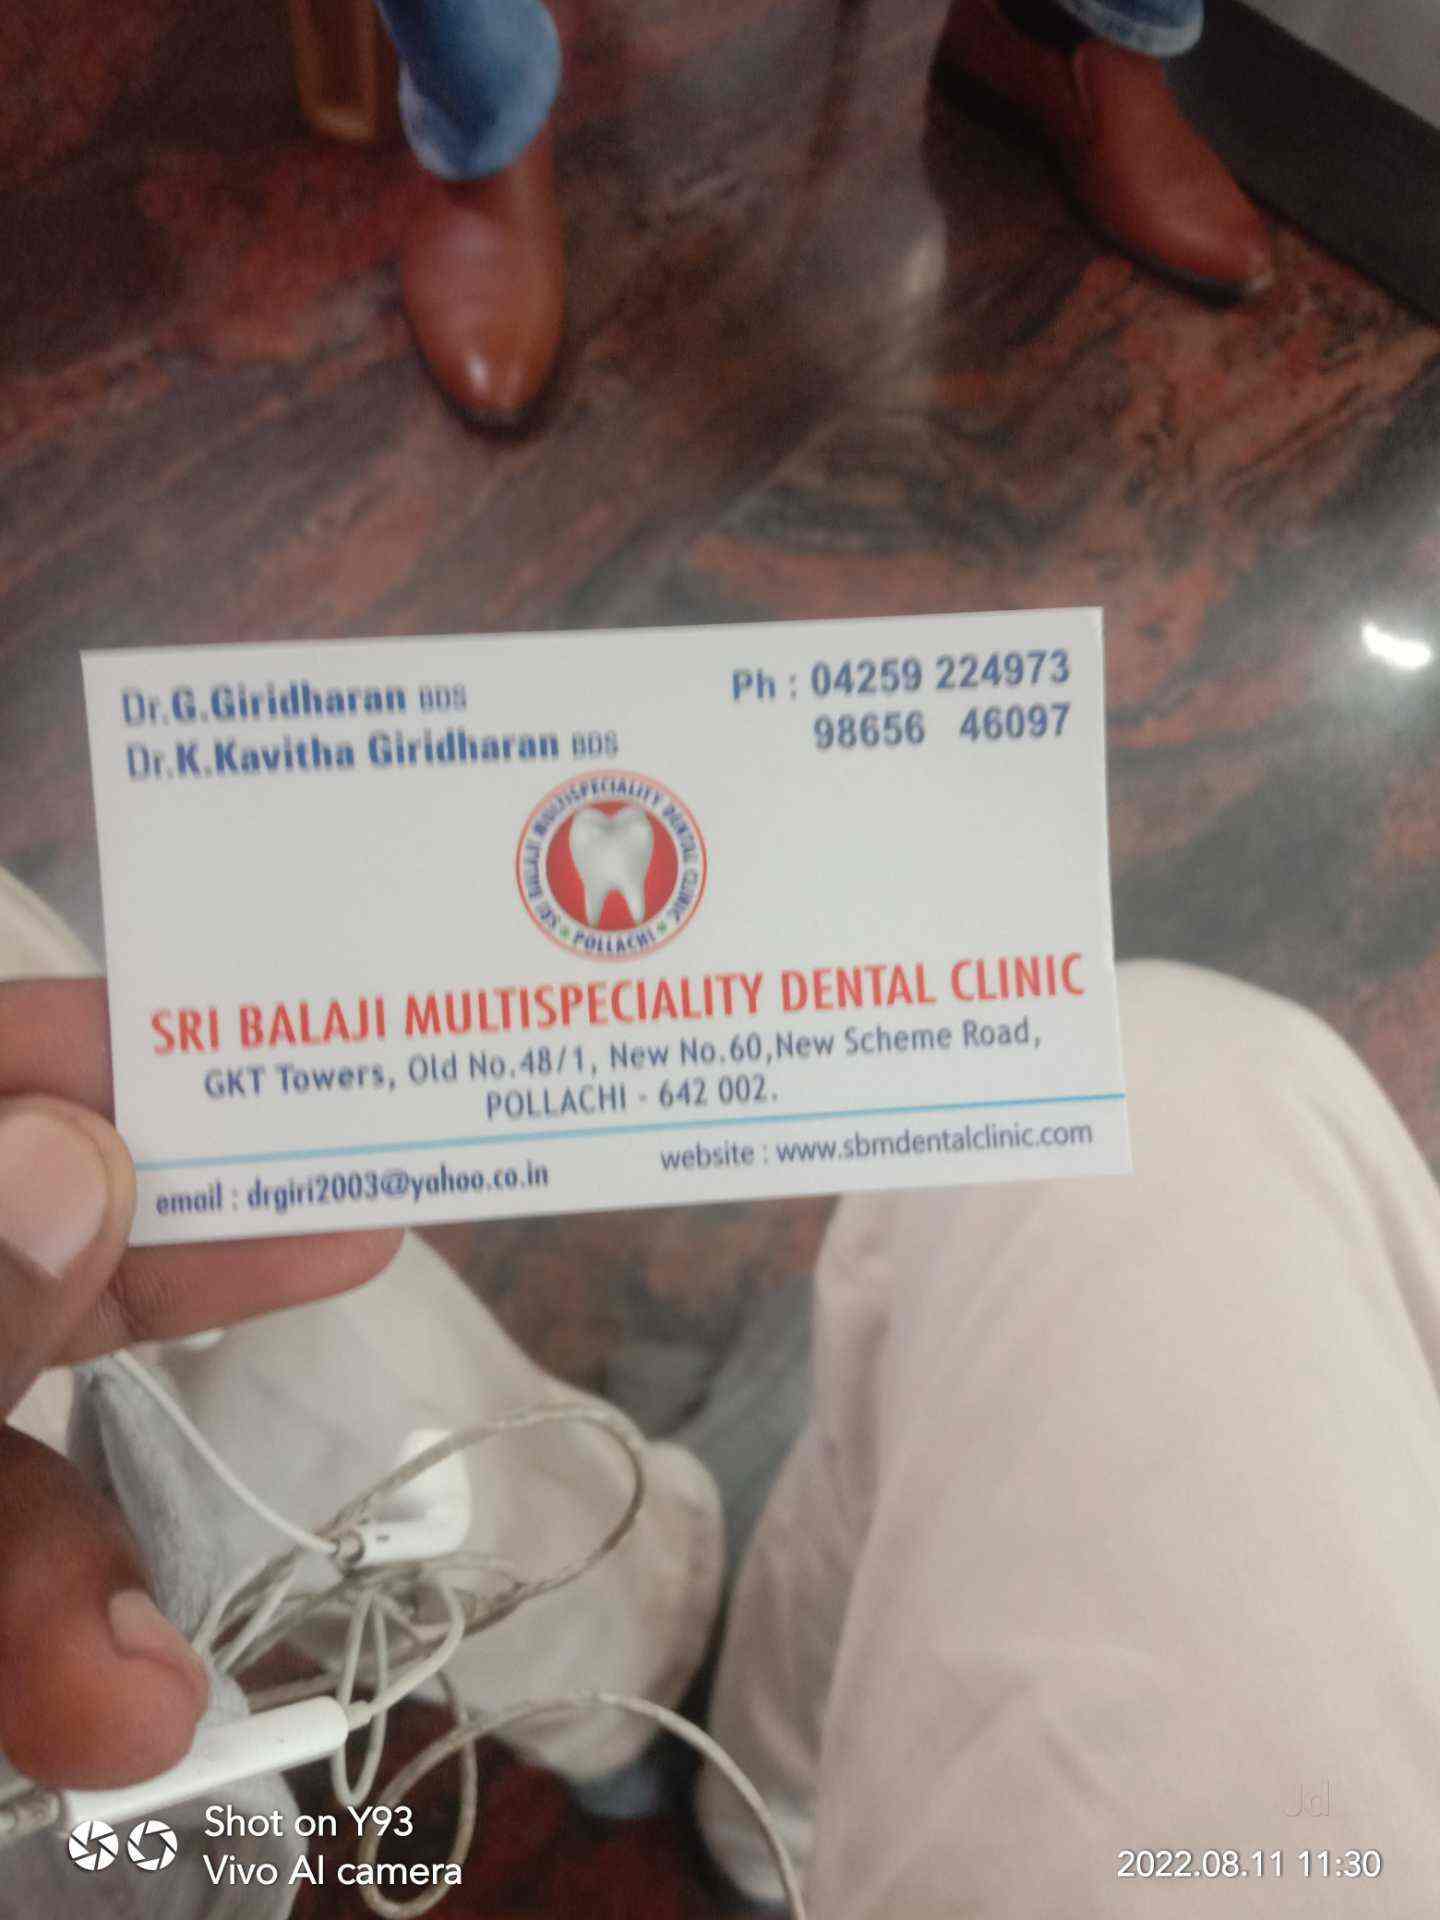 Dr.G.Giridharan BDS
Dr.K.Kavitha Giridharan BDS
Ph : 04259 224973
98656 46097
SRI BALAJI MULTISPECIALITY DENTAL CLINIC
POLLACHI
SRI BALAJI MULTISPECIALITY DENTAL CLINIC
GKT Towers, Old No.48/1, New No.60,New Scheme Road,
POLLACHI - 642 002.
email : drgiri2003@yahoo.co.in
website : www.sbmdentalclinic.com
Jd
Shot on Y93
Vivo AI camera
2022.08.11 11:30